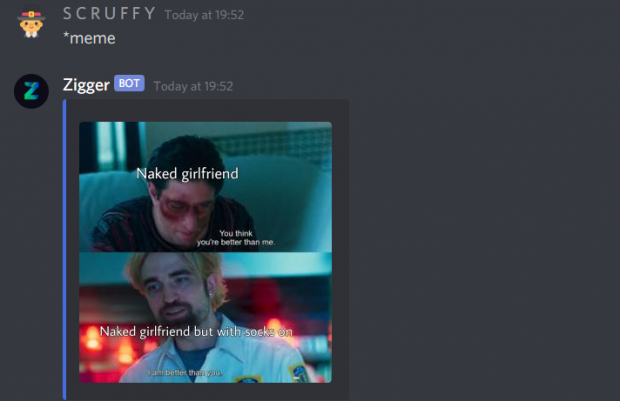 S C R U F F Y Today at 19:52
*meme
Zigger BOT Today at 19:52
Naked girlfriend
You think
you're better than me.
Naked girlfriend but with socks on
I am better than you.